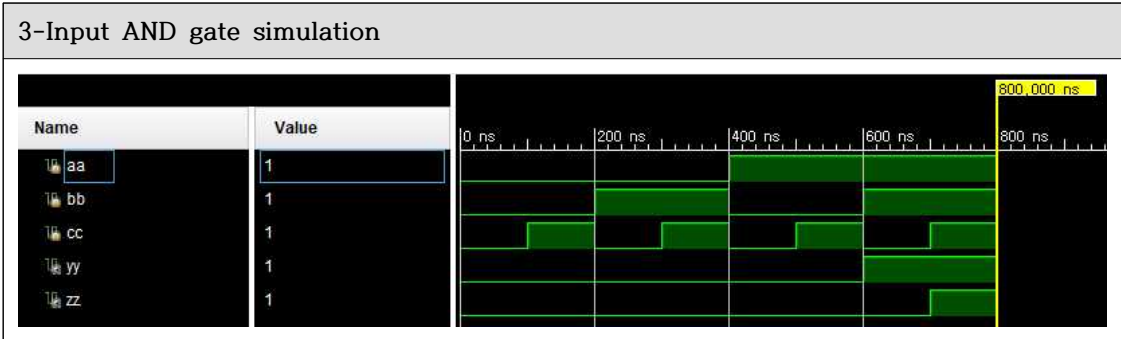 3-Input AND gate simulation
800,000 ns
Name Value
0 ns 200 ns 400 ns 600 ns 800 ns
aa 1
bb 1
cc 1
yy 1
zz 1